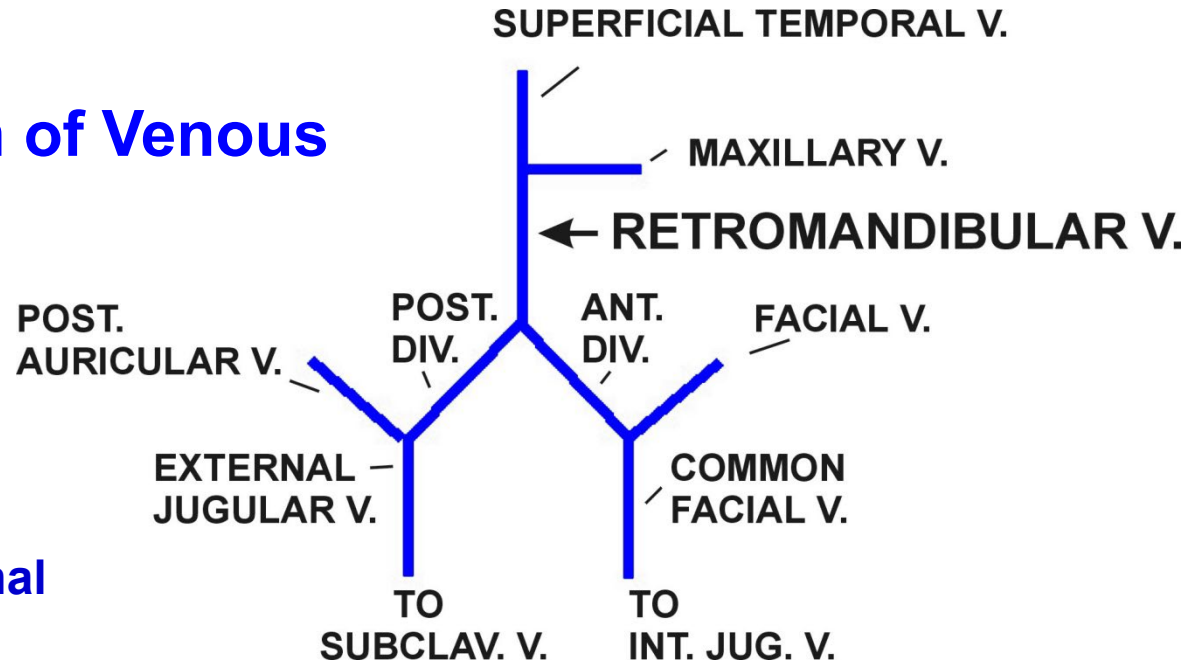 SUPERFICIAL TEMPORAL V.
of Venous
MAXILLARY V.
RETROMANDIBULAR V.
POST.
AURICULAR V.
POST.
DIV.
ANT.
DIV.
FACIAL V.
EXTERNAL
JUGULAR V.
COMMON
FACIAL V.
TO
SUBCLAV. V.
TO
INT. JUG. V.